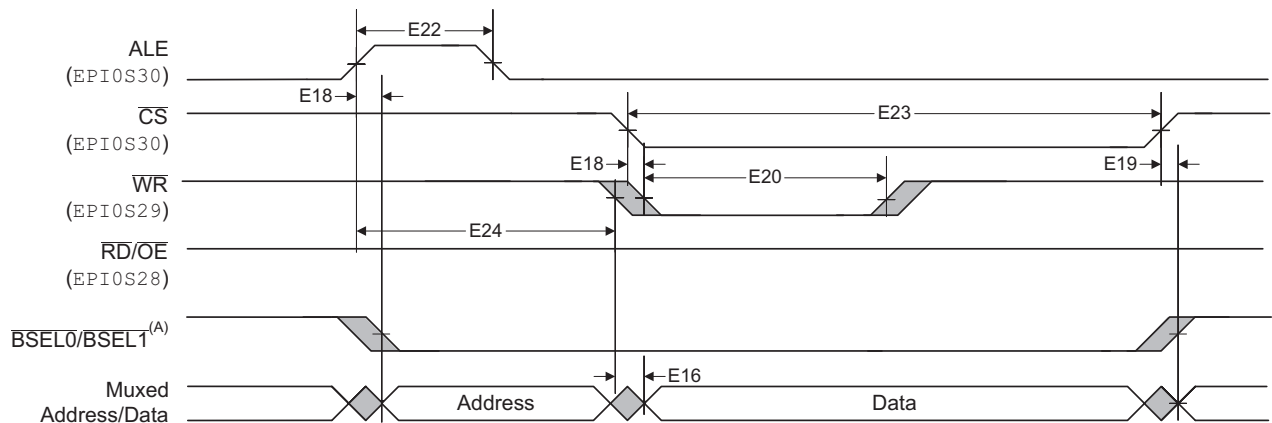 ALE
E22
(EPI0S30)
E18
CS
E23
(EPI0S30)
E18
E20
E19
WR
(EPI0S29)
E24
RD/OE
(EPI0S28)
BSEL0/BSEL1(A)
E16
Muxed
Address/Data
Address
Data